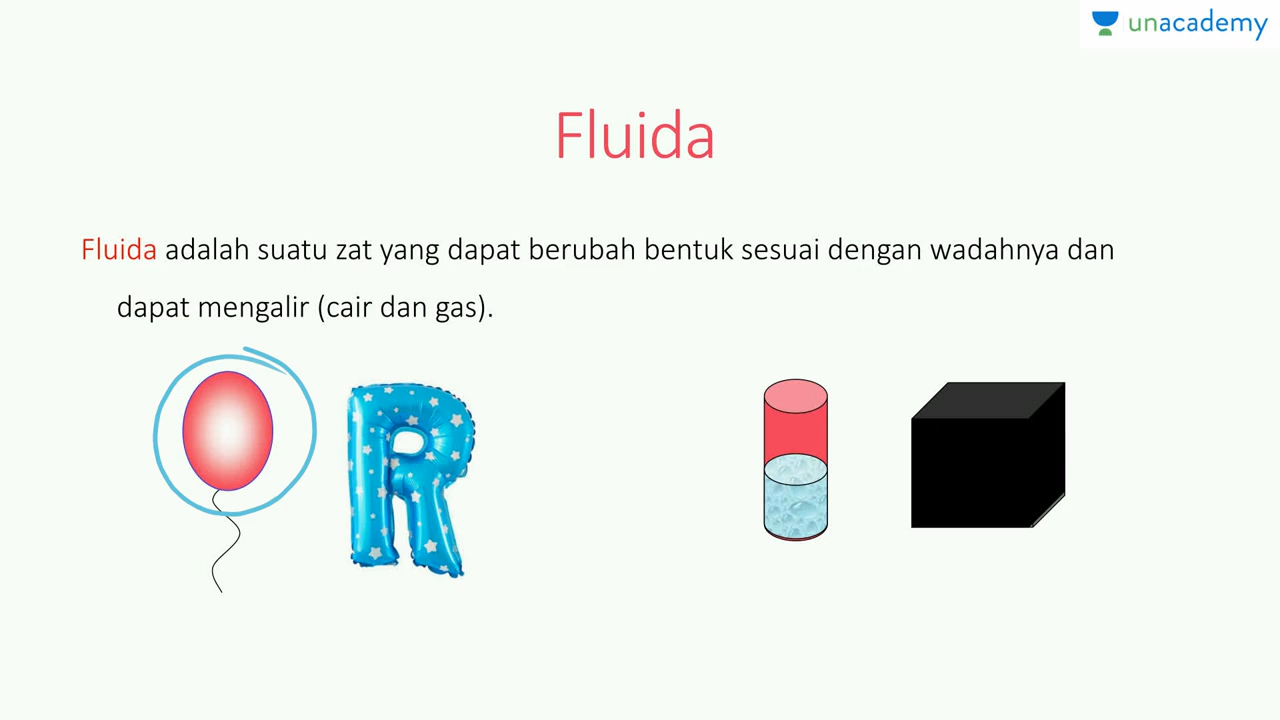 unacademy
Fluida
Fluida adalah suatu zat yang dapat berubah bentuk sesuai dengan wadahnya dan
dapat mengalir (cair dan gas).
R